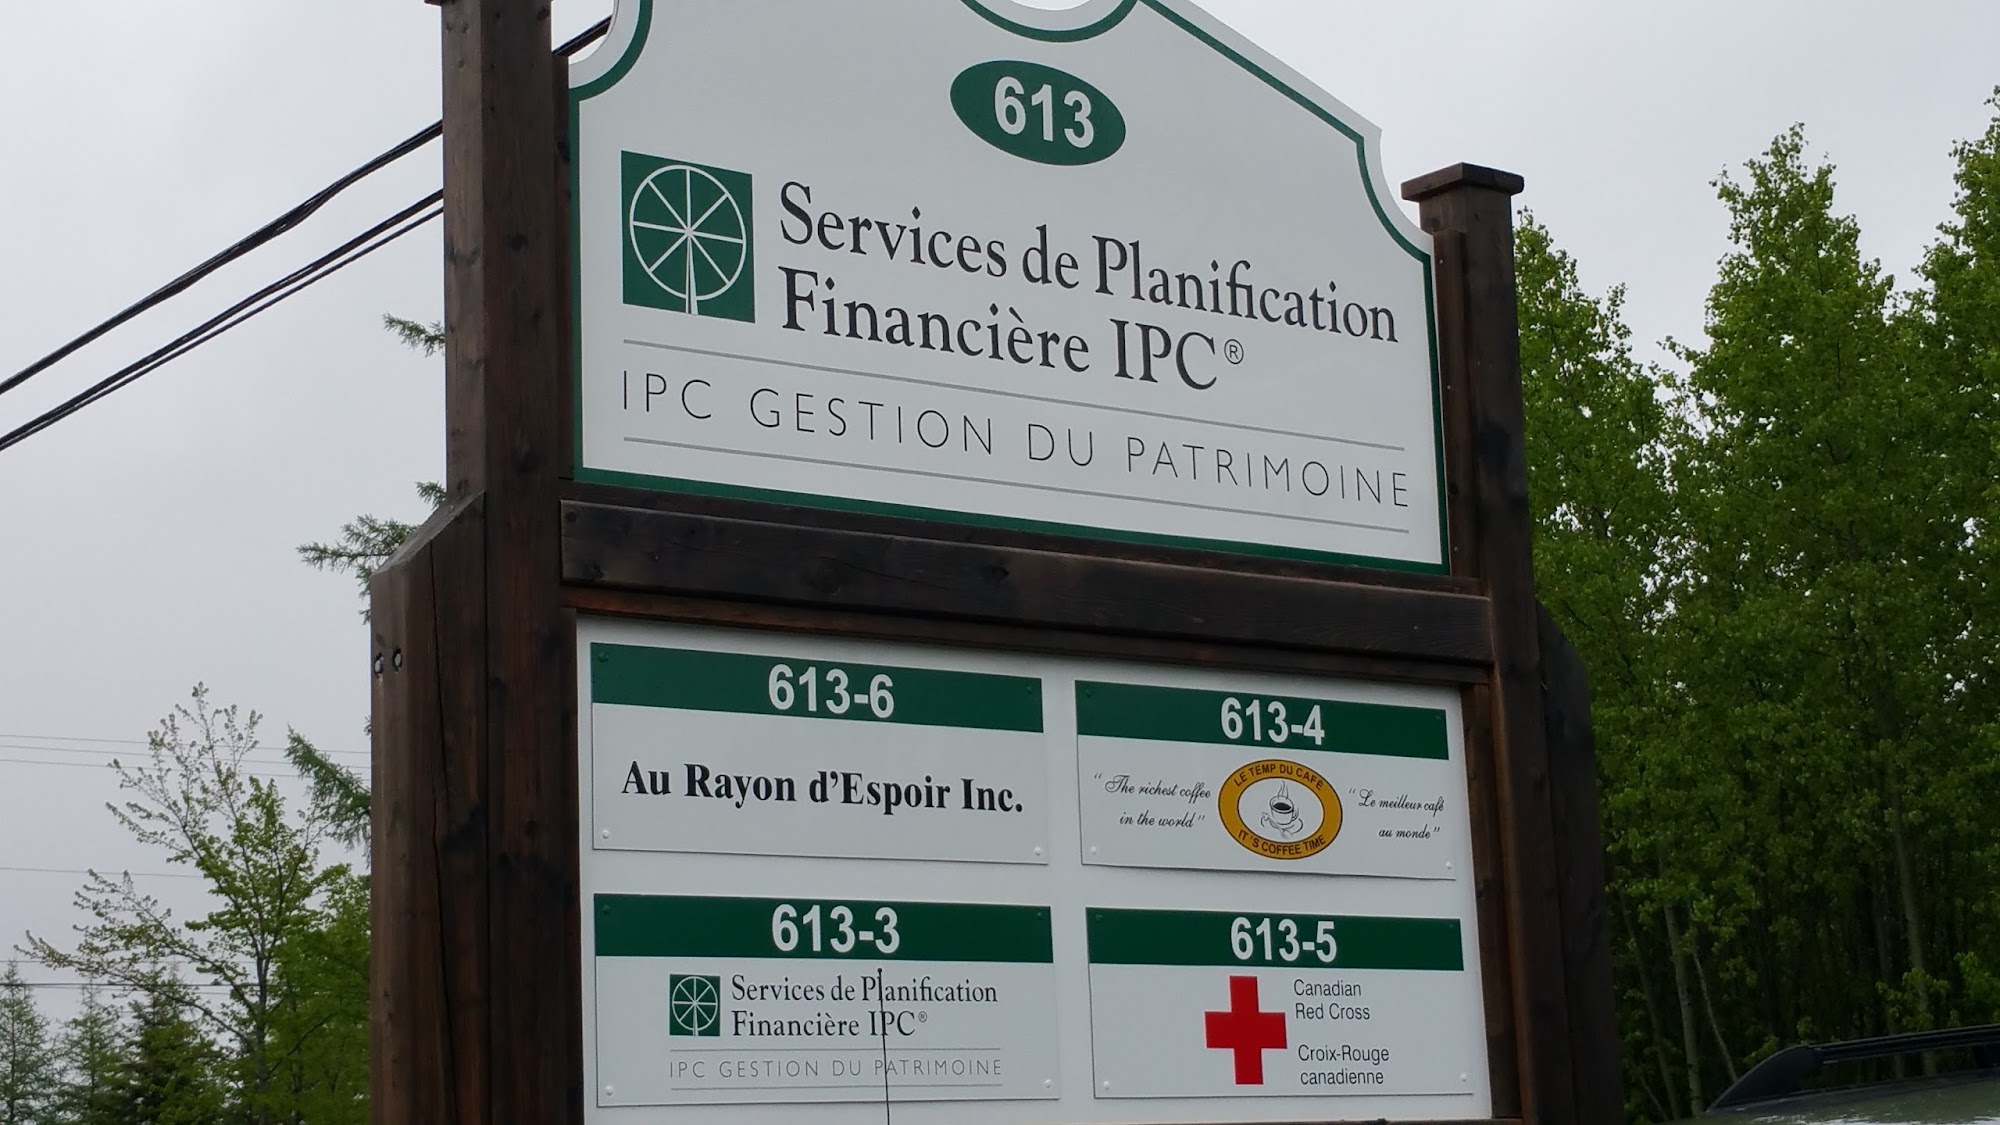 613
Services de Planification
Financière IPC®
IPC GESTION DU PATRIMOINE
613-6
Au Rayon d'Espoir Inc.
613-4
"The richest coffee
in the world"
LE TEMP DU CAFÉ
IT'S COFFEE TIME
"Le meilleur café
au monde"
613-3
Services de Planification
Financière IPC®
IPC GESTION DU PATRIMOINE
613-5
Canadian
Red Cross
Croix-Rouge
canadienne